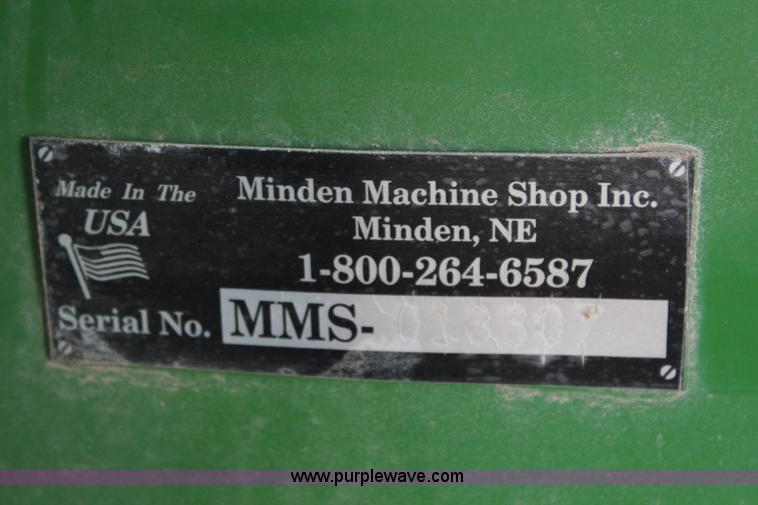 Made In The
USA
Minden Machine Shop Inc.
Minden, NE
1-800-264-6587
Serial No. MMS-013307
www.purplewave.com